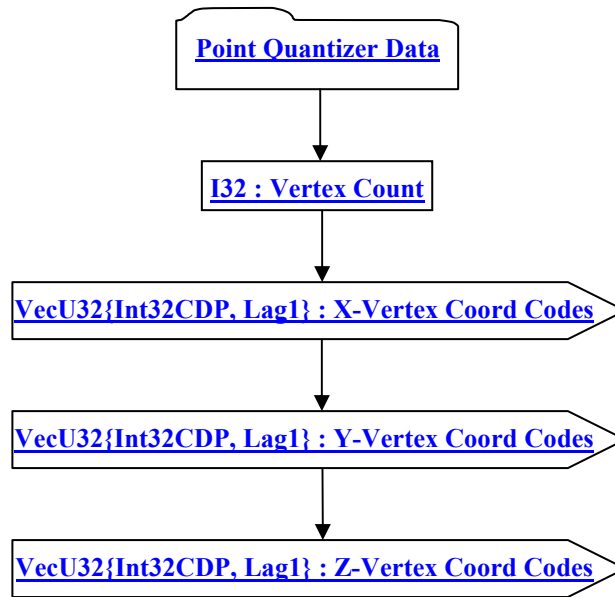 Point Quantizer Data
I32 : Vertex Count
VecU32{Int32CDP, Lag1} : X-Vertex Coord Codes
VecU32{Int32CDP, Lag1} : Y-Vertex Coord Codes
VecU32{Int32CDP, Lag1} : Z-Vertex Coord Codes